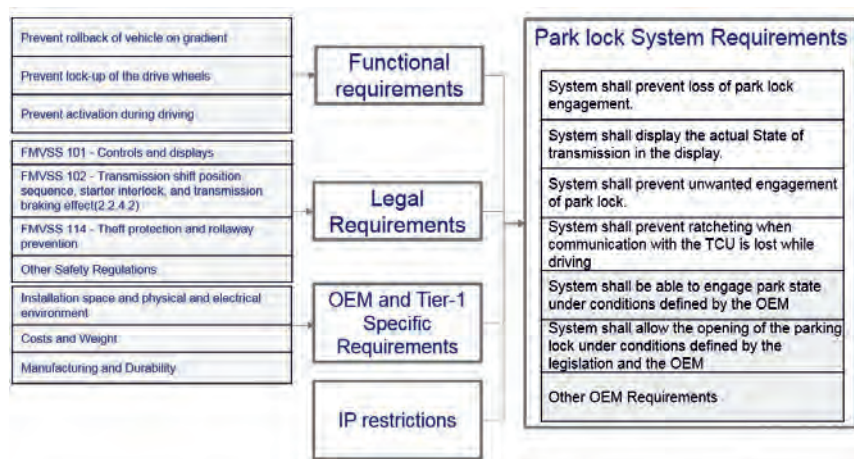 Prevent rollback of vehicle on gradient
Prevent lock-up of the drive wheels
Prevent activation during driving
FMVSS 101 - Controls and displays
FMVSS 102 - Transmission shift position
sequence, starter interlock, and transmission
braking effect(2.2.4.2)
FMVSS 114 - Theft protection and rollaway
prevention
Other Safety Regulations
Installation space and physical and electrical
environment
Costs and Weight
Manufacturing and Durability
Functional
requirements
Legal
Requirements
OEM and Tier-1
Specific
Requirements
IP restrictions
Park lock System Requirements
System shall prevent loss of park lock
engagement.
System shall display the actual State of
transmission in the display.
System shall prevent unwanted engagement
of park lock.
System shall prevent ratcheting when
communication with the TCU is lost while
driving
System shall be able to engage park state
under conditions defined by the OEM
System shall allow the opening of the parking
lock under conditions defined by the
legislation and the OEM
Other OEM Requirements